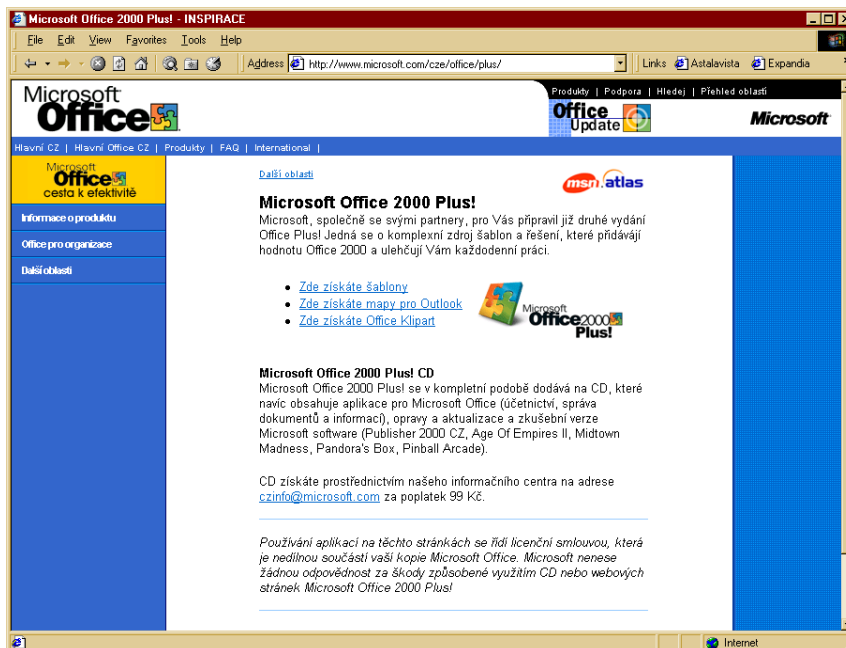 Microsoft Office 2000 Plus! - INSPIRACE
File Edit View Favorites Tools Help
Address http://www.microsoft.com/cze/office/plus/ Links Astalavista Expandia
Microsoft
Office
Produkty | Podpora | Hledej | Přehled oblastí
Office
Update
Microsoft
Hlavní CZ | Hlavní Office CZ | Produkty | FAQ | International |
Microsoft
Office
cesta k efektivitě
Informace o produktu
Office pro organizace
Další oblasti
Další oblasti
msn.atlas
Microsoft Office 2000 Plus!
Microsoft, společně se svými partnery, pro Vás připravil již druhé vydání
Office Plus! Jedná se o komplexní zdroj šablon a řešení, které přidávájí
hodnotu Office 2000 a ulehčují Vám každodenní práci.
• Zde získáte šablony
• Zde získáte mapy pro Outlook
• Zde získáte Office Klipart
Microsoft
Office2000
Plus!
Microsoft Office 2000 Plus! CD
Microsoft Office 2000 Plus! se v kompletní podobě dodává na CD, které
navíc obsahuje aplikace pro Microsoft Office (účetnictví, správa
dokumentů a informací), opravy a aktualizace a zkušební verze
Microsoft software (Publisher 2000 CZ, Age Of Empires II, Midtown
Madness, Pandora's Box, Pinball Arcade).
CD získáte prostřednictvím našeho informačního centra na adrese
czinfo@microsoft.com za poplatek 99 Kč.
Používání aplikací na těchto stránkách se řídí licenční smlouvou, která
je nedílnou součástí vaší kopie Microsoft Office. Microsoft nenese
žádnou odpovědnost za škody způsobené využitím CD nebo webových
stránek Microsoft Office 2000 Plus!
Internet